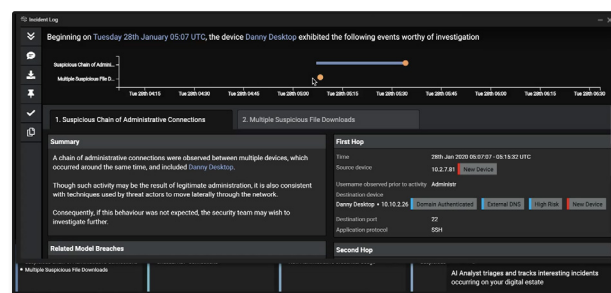 Incident Log
Beginning on Tuesday 28th January 05:07 UTC, the device Danny Desktop exhibited the following events worthy of investigation
Suspicious Chain of Admini...
Multiple Suspicious File D...
Tue 28th 04:15 Tue 28th 04:30 Tue 28th 04:45 Tue 28th 05:00 Tue 28th 05:15 Tue 28th 05:30 Tue 28th 05:45 Tue 28th 06:00 Tue 28th 06:15 Tue 28th 06:30
1. Suspicious Chain of Administrative Connections
2. Multiple Suspicious File Downloads
Summary
A chain of administrative connections were observed between multiple devices, which
occurred around the same time, and included Danny Desktop.
Though such activity may be the result of legitimate administration, it is also consistent
with techniques used by threat actors to move laterally through the network.
Consequently, if this behaviour was not expected, the security team may wish to
investigate further.
Related Model Breaches
First Hop
Time 28th Jan 2020 05:07:07 - 05:15:32 UTC
Source device 10.2.7.81 New Device
Username observed prior to activity Administr
Destination device
Danny Desktop • 10.10.2.26 Domain Authenticated External DNS High Risk New Device
Destination port 22
Application protocol SSH
Second Hop
• Multiple Suspicious File Downloads
AI Analyst triages and tracks interesting incidents
occurring on your digital estate